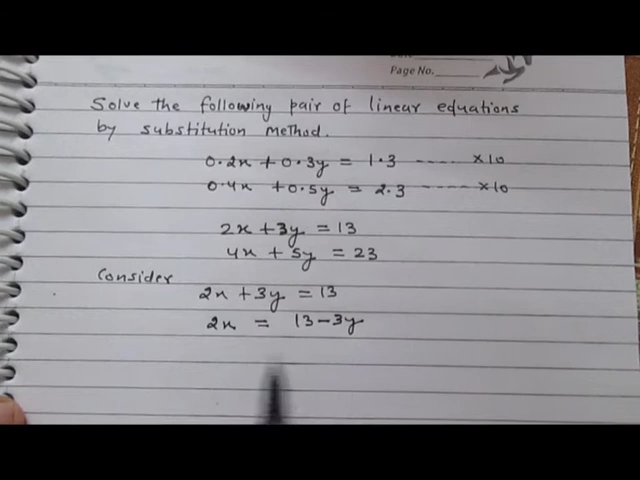 Page No.
Solve the following pair of linear equations
by substitution method.
0.2x + 0.3y = 1.3 ----- ×10
0.4x + 0.5y = 2.3 ----- ×10
2x + 3y = 13
4x + 5y = 23
Consider
2x + 3y = 13
2x = 13 - 3y